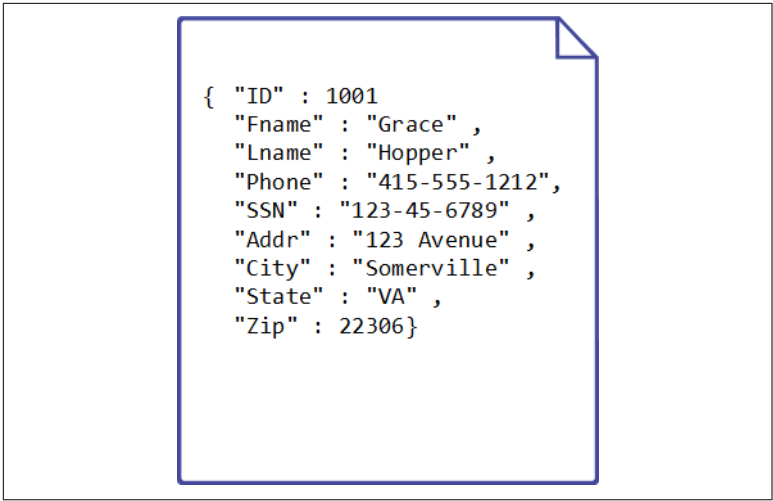 { "ID" : 1001
"Fname" : "Grace" ,
"Lname" : "Hopper" ,
"Phone" : "415-555-1212",
"SSN" : "123-45-6789" ,
"Addr" : "123 Avenue" ,
"City" : "Somerville" ,
"State" : "VA" ,
"Zip" : 22306}